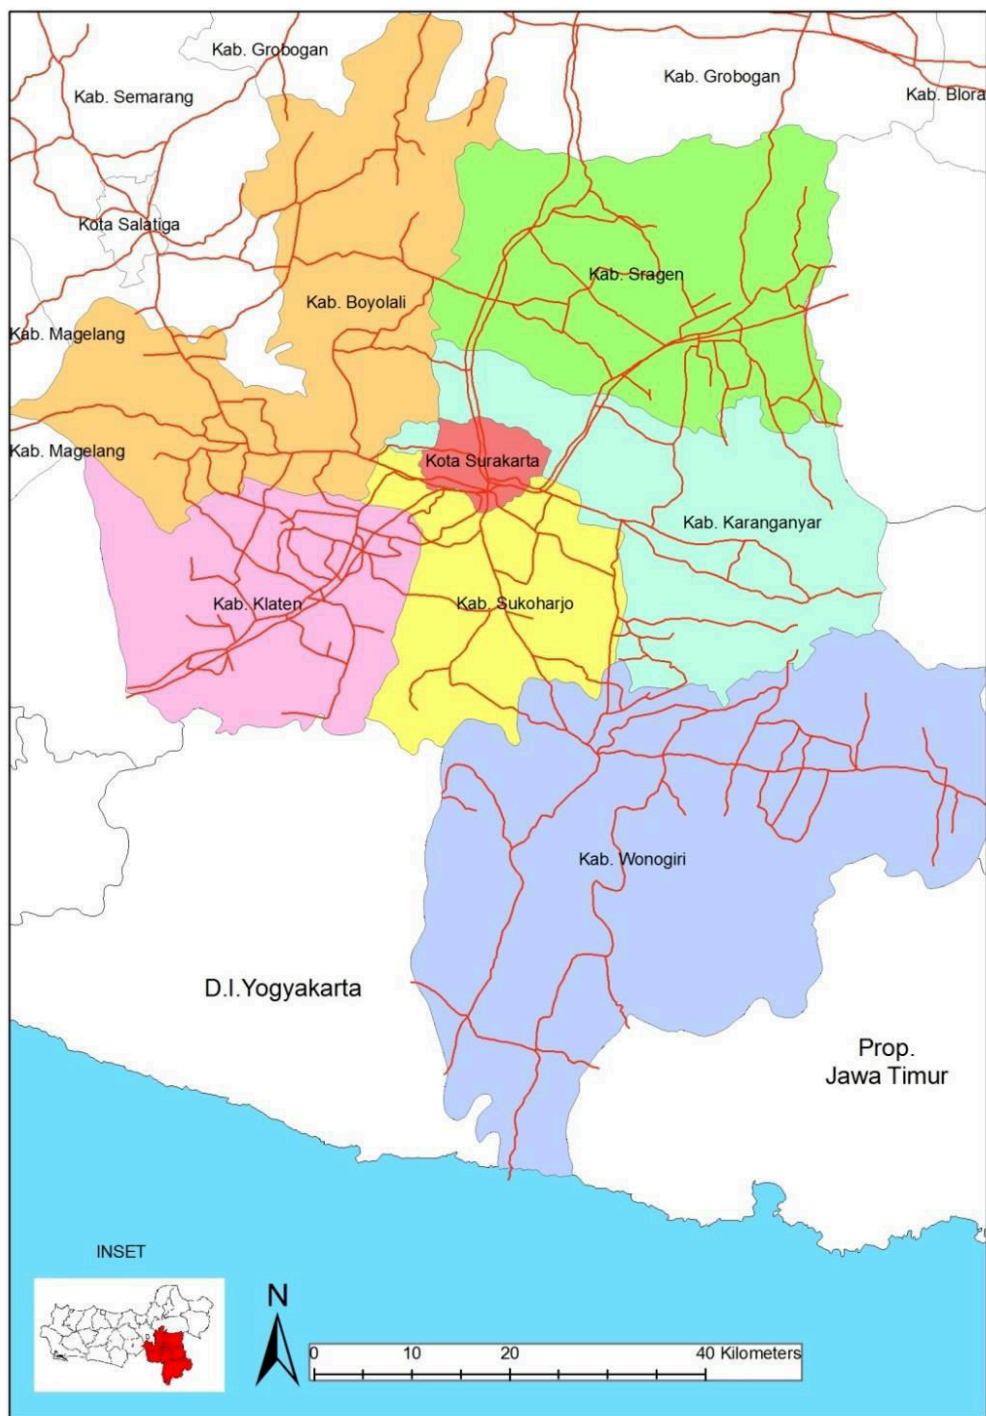 Kab. Grobogan
Kab. Grobogan
Kab. Semarang
Kab. Blora
Kota Salatiga
Kab. Sragen
Kab. Boyolali
Kab. Magelang
Kab. Magelang
Kota Surakarta
Kab. Karanganyar
Kab. Klaten
Kab. Sukoharjo
Kab. Wonogiri
D.I.Yogyakarta
Prop.
Jawa Timur
INSET
N
0 10 20 40 Kilometers